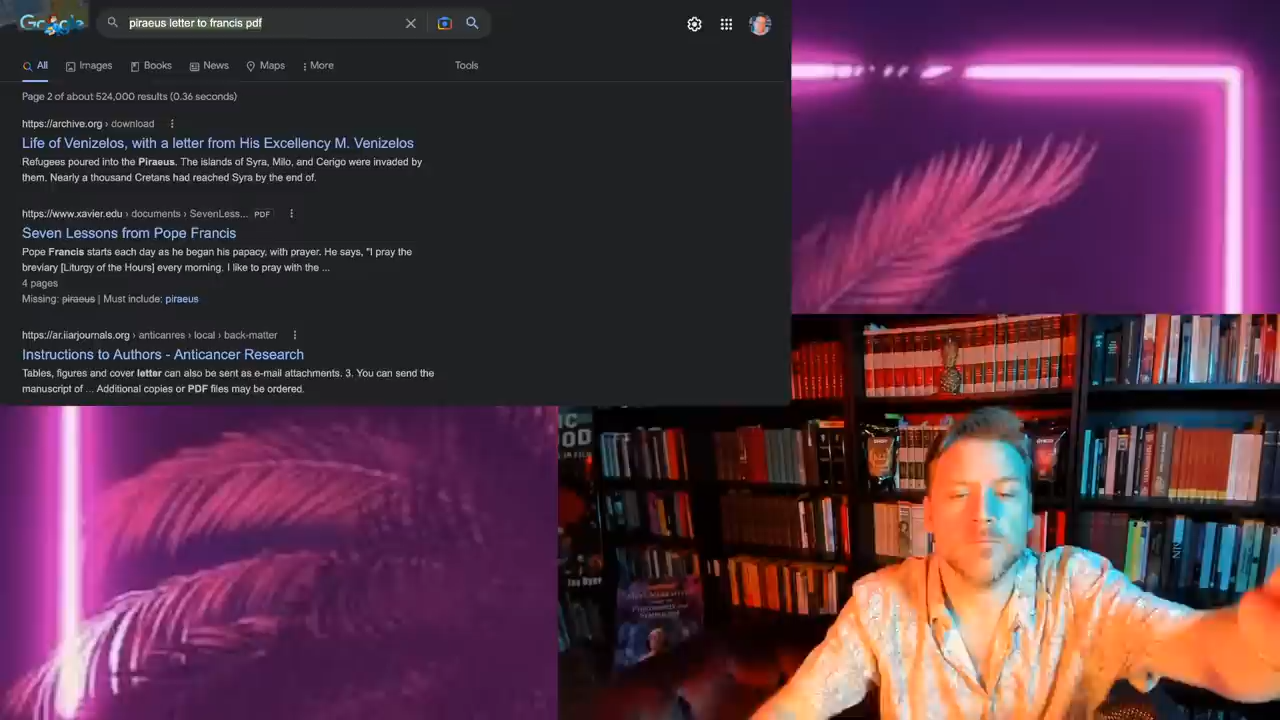 Google
piraeus letter to francis pdf
All
Images
Books
News
Maps
More
Tools
Page 2 of about 524,000 results (0.36 seconds)
https://archive.org › download
Life of Venizelos, with a letter from His Excellency M. Venizelos
Refugees poured into the Piraeus. The islands of Syra, Milo, and Cerigo were invaded by
them. Nearly a thousand Cretans had reached Syra by the end of.
https://www.xavier.edu › documents › SevenLess... PDF
Seven Lessons from Pope Francis
Pope Francis starts each day as he began his papacy, with prayer. He says, "I pray the
breviary [Liturgy of the Hours] every morning. I like to pray with the ...
4 pages
Missing: piraeus | Must include: piraeus
https://ar.iiarjournals.org › anticanres › local › back-matter
Instructions to Authors - Anticancer Research
Tables, figures and cover letter can also be sent as e-mail attachments. 3. You can send the
manuscript of ... Additional copies or PDF files may be ordered.
Jay Dyer